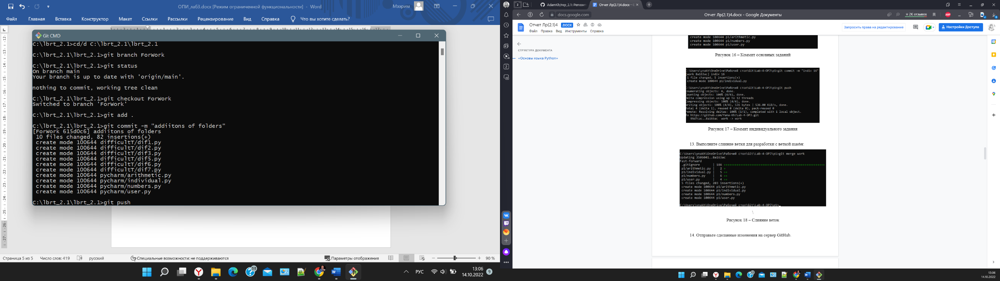 ОПИ_лаб3.docx [Режим ограниченной функциональности] - Word
Мээрим
Файл Главная Вставка Конструктор Макет Ссылки Рассылки Рецензирование Вид Справка Что вы хотите сделать?
Git CMD
C:\lbrt_2.1>cd/d C:\lbrt_2.1\lbrt_2.1
C:\lbrt_2.1\lbrt_2.1>git branch ForWork
C:\lbrt_2.1\lbrt_2.1>git status
On branch main
Your branch is up to date with 'origin/main'.
nothing to commit, working tree clean
C:\lbrt_2.1\lbrt_2.1>git checkout ForWork
Switched to branch 'ForWork'
C:\lbrt_2.1\lbrt_2.1>git add .
C:\lbrt_2.1\lbrt_2.1>git commit -m "addiitons of folders"
[ForWork 615d0c6] addiitons of folders
10 files changed, 82 insertions(+)
create mode 100644 difficultT/dif1.py
create mode 100644 difficultT/dif2.py
create mode 100644 difficultT/dif3.py
create mode 100644 difficultT/dif5.py
create mode 100644 difficultT/dif6.py
create mode 100644 difficultT/dif7.py
create mode 100644 pycharm/arithmetic.py
create mode 100644 pycharm/individual.py
create mode 100644 pycharm/numbers.py
create mode 100644 pycharm/user.py
C:\lbrt_2.1\lbrt_2.1>git push
Страница 5 из 5 Число слов: 419 русский Специальные возможности: не поддерживаются Параметры отображения 90 %
РУС 13:06
14.10.2022 9
2 AdamKh/rep_2.1: Репозит Отчет Лр(2.1)4.docx - G
docs.google.com Отчет Лр(2.1)4.docx - Google Документы 2K отзывов ABP
Отчет Лр(2.1)4 .DOCX
Файл Правка Вид Инструменты Справка
Запросить права на редактирование Настройки Доступа
СТРУКТУРА ДОКУМЕНТА
«Основы языка Python»
create mode 100644 p1/arithmetic.py
create mode 100644 p1/numbers.py
create mode 100644 p1/user.py
Рисунок 16 – Коммит основных заданий
C:\Users\ynakh\OneDrive\Рабочий стол\Git\Lab-4-OPJ\p1>git commit -m "indiv 16"
[work 8a163ac] indiv 16
1 file changed, 5 insertions(+)
create mode 100644 p1/individual.py
C:\Users\ynakh\OneDrive\Рабочий стол\Git\Lab-4-OPJ\p1>git push
Enumerating objects: 6, done.
Counting objects: 100% (6/6), done.
Delta compression using up to 12 threads
Compressing objects: 100% (4/4), done.
Writing objects: 100% (4/4), 536 bytes | 536.00 KiB/s, done.
Total 4 (delta 1), reused 0 (delta 0), pack-reused 0
remote: Resolving deltas: 100% (1/1), completed with 1 local object.
To https://github.com/Yana-Kh/Lab-4-OPJ.git
95d7cac..8a163ac work -> work
Рисунок 17 – Коммит индивидуального задания
13. Выполните слияние ветки для разработки с веткой master.
C:\Users\ynakh\OneDrive\Рабочий стол\Git\Lab-4-OPJ\p1>git merge work
Updating 3506041..8a163ac
Fast-forward
.gitignore | 186 ++++++++++++++++++++++++++++++++++++++++++++++++++++++
p1/arithmetic.py | 2 +
p1/individual.py | 5 ++
p1/numbers.py | 6 ++
p1/user.py | 4 ++
5 files changed, 203 insertions(+)
create mode 100644 p1/arithmetic.py
create mode 100644 p1/individual.py
create mode 100644 p1/numbers.py
create mode 100644 p1/user.py
C:\Users\ynakh\OneDrive\Рабочий стол\Git\Lab-4-OPJ\p1>
\
Рисунок 18 – Слияние веток
14. Отправьте сделанные изменения на сервер GitHub.
13:06
14.10.2022